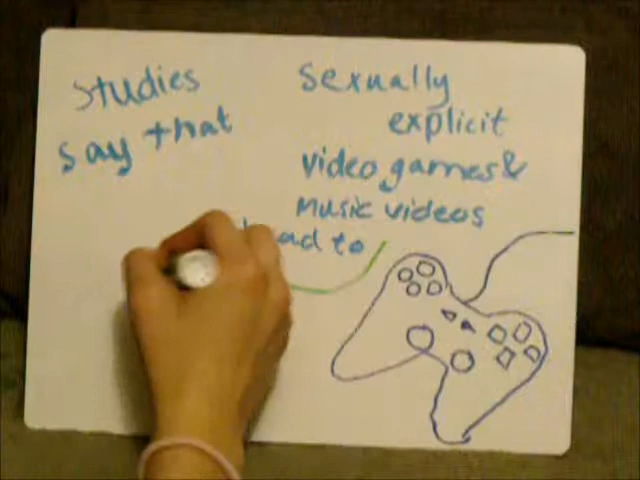 Studies
say that
sexually
explicit
video games &
Music videos
lead to